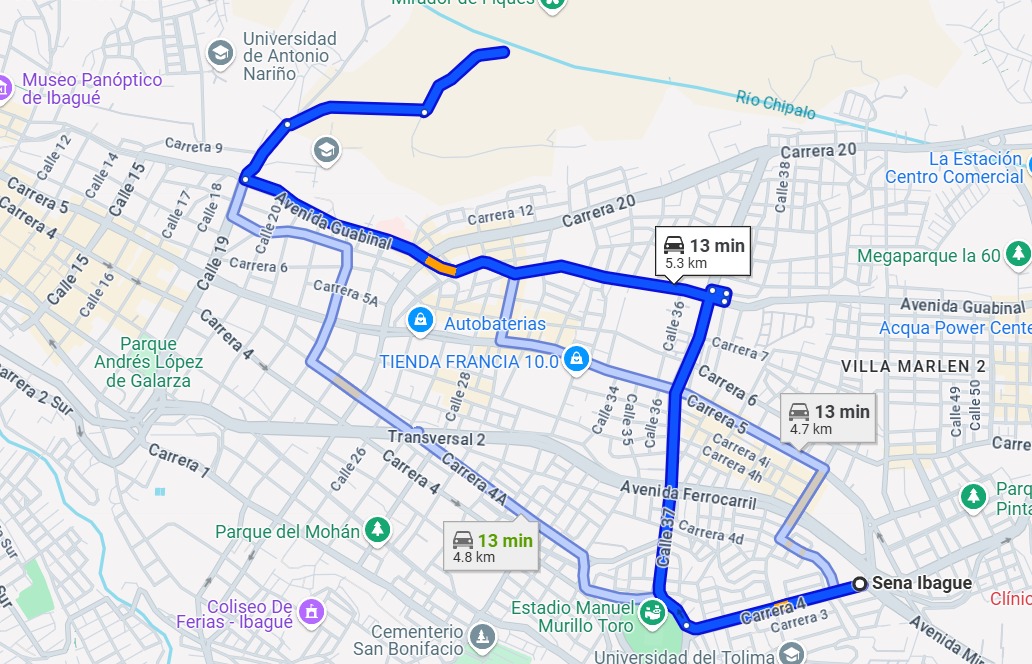 Mirador de Piques
Universidad
de Antonio
Nariño
Museo Panóptico
de Ibagué
Río Chipalo
Calle 12
Calle 14
Carrera 9
Carrera 20
La Estación
Centro Comercial
Calle 15
Calle 38
Calle 17
Calle 18
Carrera 5
Calle 20
Avenida Guabinal
Carrera 12
Carrera 20
Carrera 4
Calle 19
13 min
5.3 km
Megaparque la 60
Calle 15
Calle 16
Carrera 6
Carrera 5A
Calle 36
Avenida Guabinal
Autobaterias
Acqua Power Cente
Carrera 4
Parque
Andrés López
de Galarza
TIENDA FRANCIA 10.0
Carrera 7
VILLA MARLEN 2
Carrera 6
Carrera 2 Sur
Calle 28
Calle 34
Calle 35
Calle 36
Carrera 5
13 min
4.7 km
Calle 49
Calle 50
Transversal 2
Carrera 4i
Carrera 4h
Carre
Carrera 1
Calle 26
Carrera 4
Carrera 4A
Avenida Ferrocarril
Parq
Pinta
Parque del Mohán
13 min
4.8 km
Calle 37
Carrera 4d
Sur
Sena Ibague
Coliseo De
Ferias - Ibagué
Estadio Manuel
Murillo Toro
Carrera 4
Carrera 3
Clínic
Cementerio
San Bonifacio
Avenida Mi
Universidad del Tolima